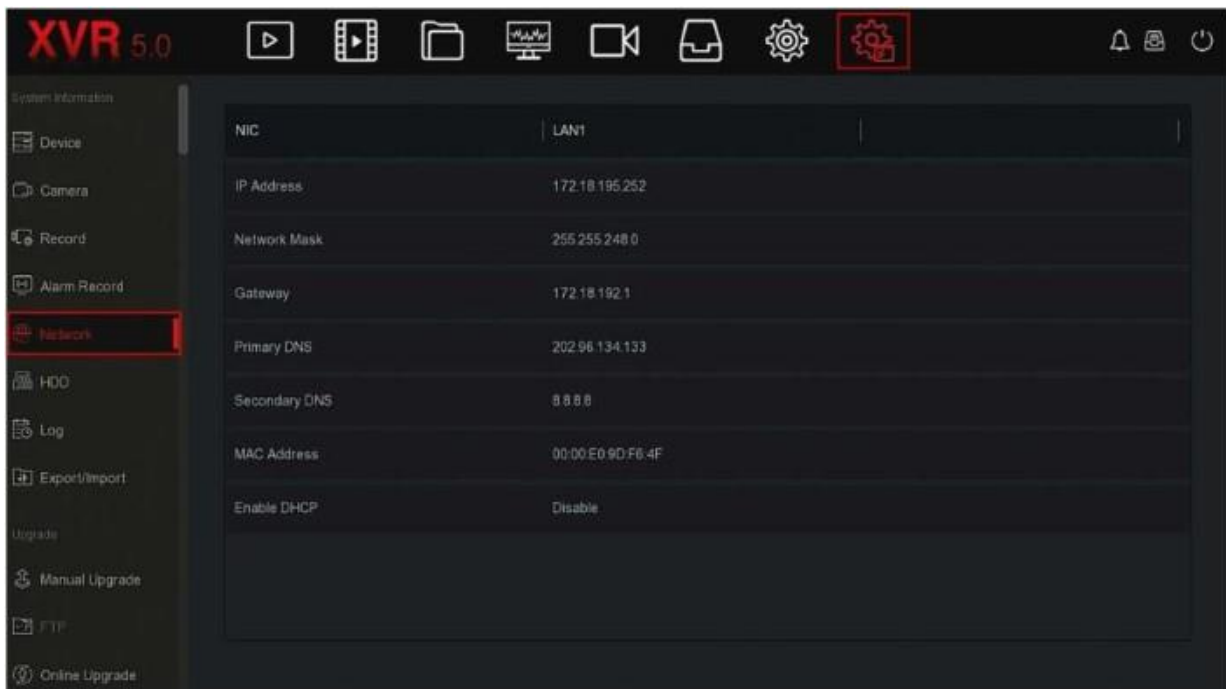 XVR 5.0
System Information
Device
Camera
Record
Alarm Record
Network
HDD
Log
Export/Import
Upgrade
Manual Upgrade
FTP
Online Upgrade
NIC LAN1
IP Address 172.18.195.252
Network Mask 255.255.248.0
Gateway 172.18.192.1
Primary DNS 202.96.134.133
Secondary DNS 8.8.8.8
MAC Address 00:00:E0:9D:F6:4F
Enable DHCP Disable